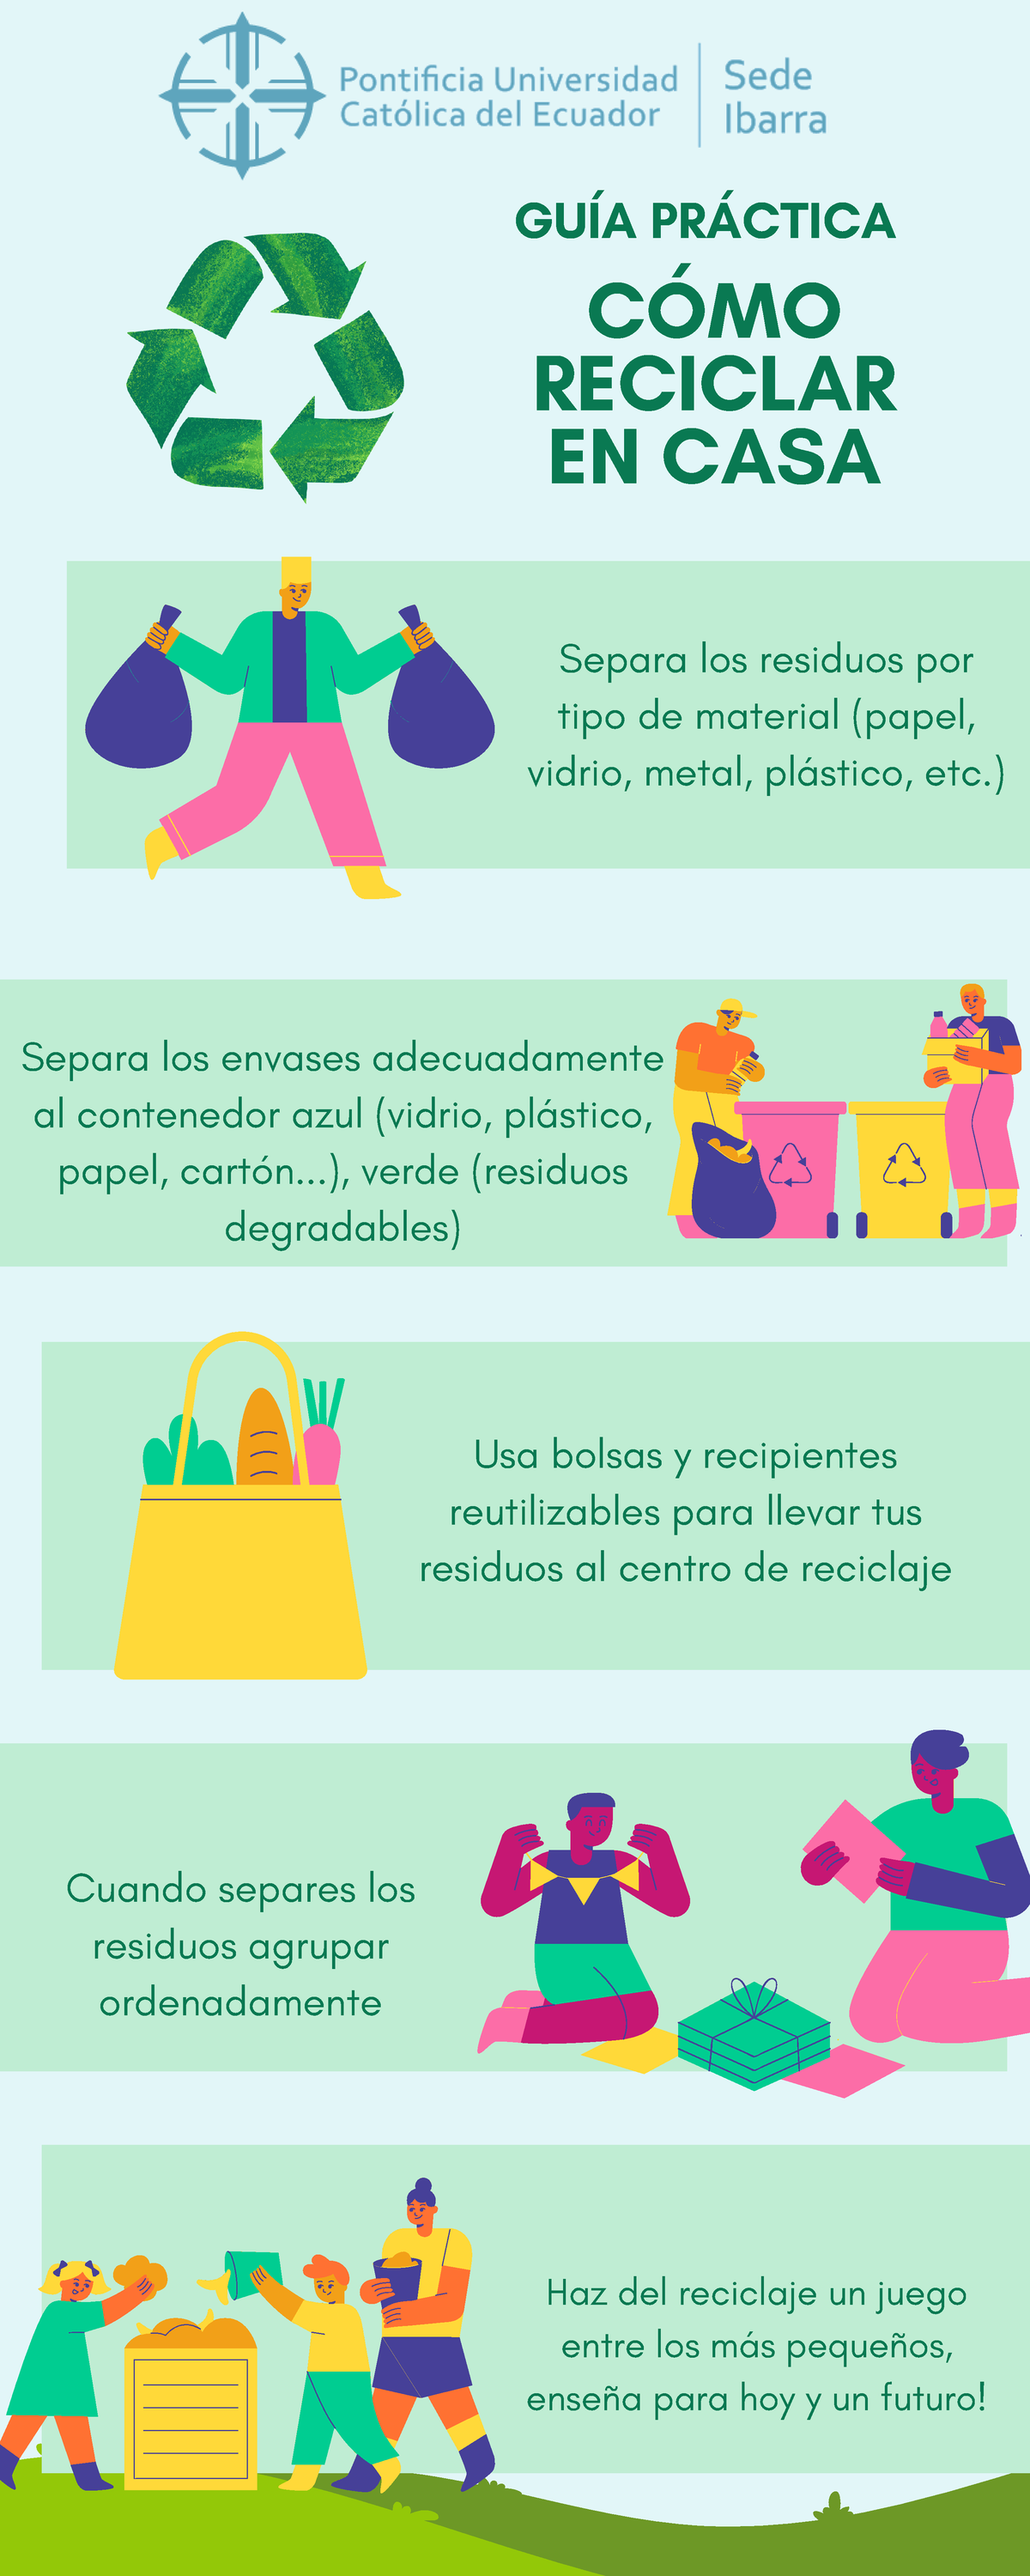 Pontificia Universidad
Católica del Ecuador
Sede
Ibarra
GUÍA PRÁCTICA
CÓMO
RECICLAR
EN CASA
Separa los residuos por
tipo de material (papel,
vidrio, metal, plástico, etc.)
Separa los envases adecuadamente
al contenedor azul (vidrio, plástico,
papel, cartón...), verde (residuos
degradables)
Usa bolsas y recipientes
reutilizables para llevar tus
residuos al centro de reciclaje
Cuando separes los
residuos agrupar
ordenadamente
Haz del reciclaje un juego
entre los más pequeños,
enseña para hoy y un futuro!